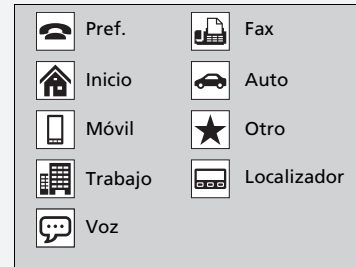 Pref.
Fax
Inicio
Auto
Móvil
Otro
Trabajo
Localizador
Voz